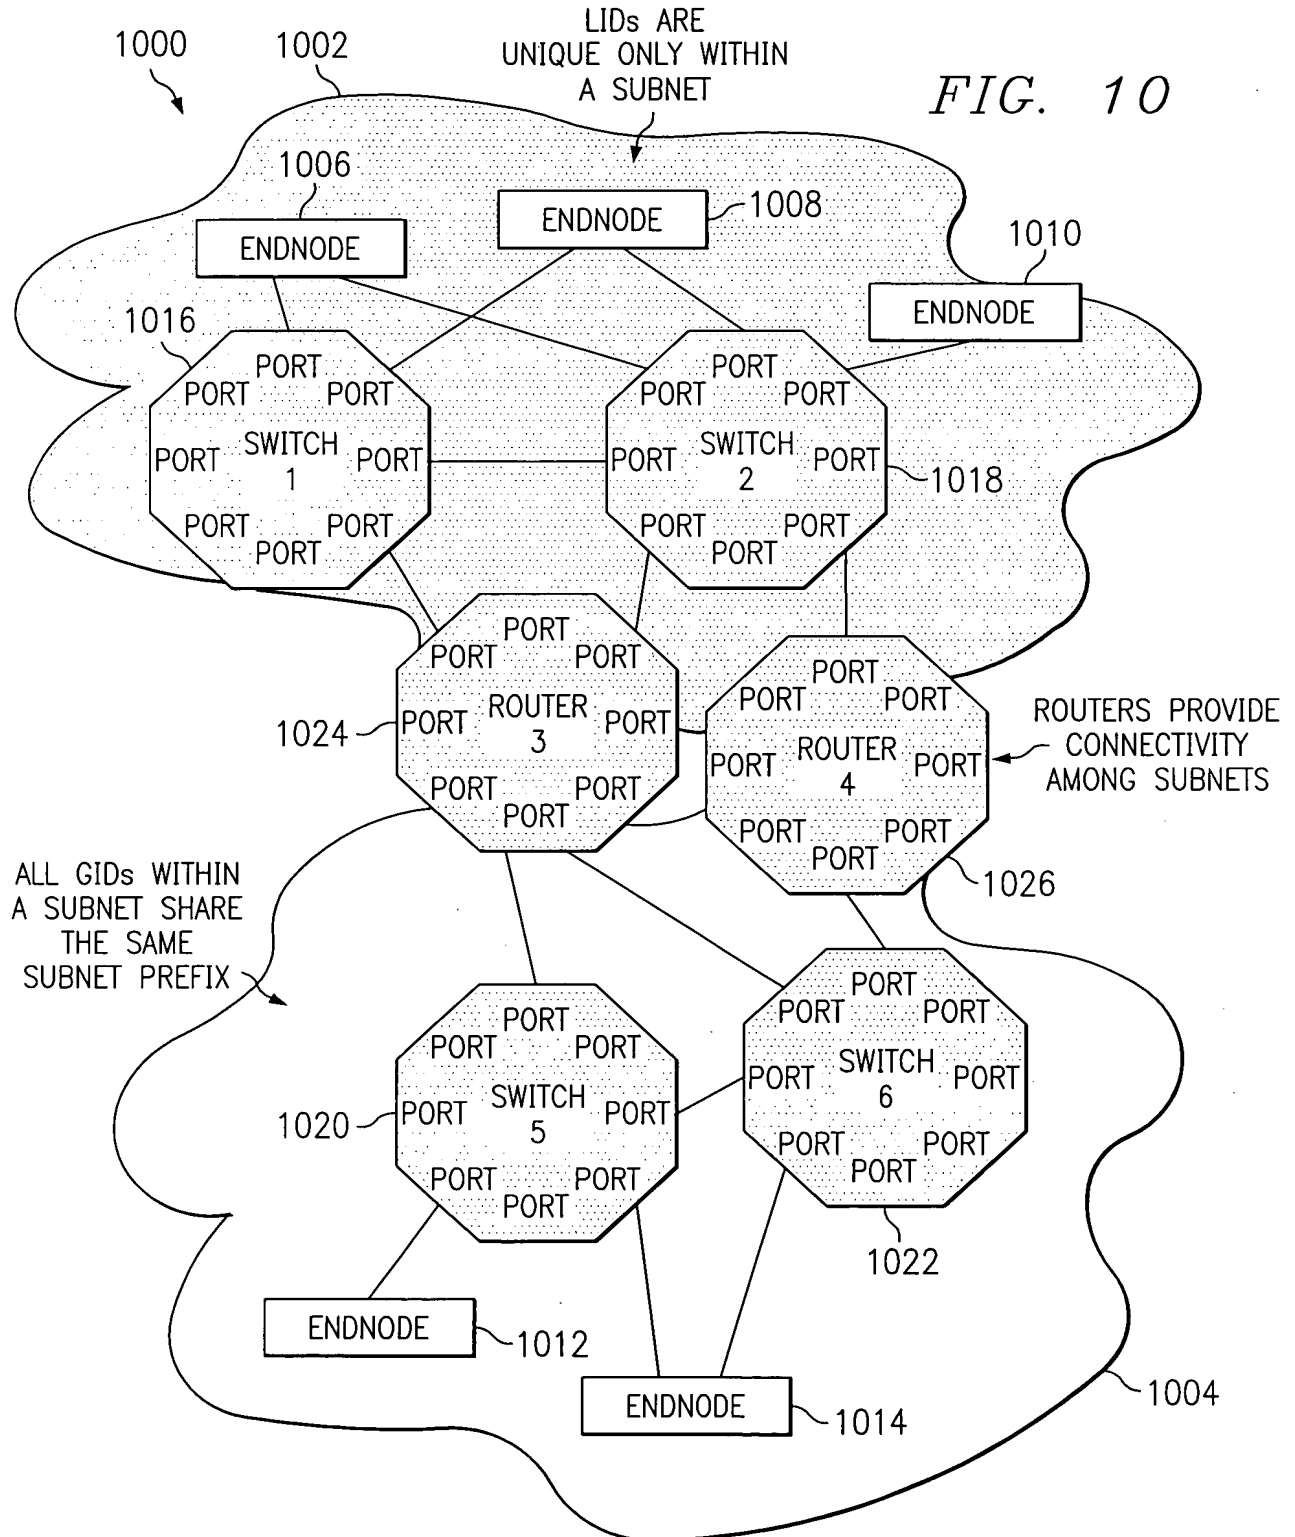 1000
1002
LIDs ARE
UNIQUE ONLY WITHIN
A SUBNET
FIG. 10
1006
ENDNODE
ENDNODE
1008
1010
ENDNODE
1016
PORT
PORT
PORT
PORT
SWITCH
1
PORT
PORT
PORT
PORT
PORT
PORT
PORT
PORT
SWITCH
2
PORT
1018
PORT
PORT
PORT
PORT
PORT
PORT
1024
PORT
ROUTER
3
PORT
PORT
PORT
PORT
PORT
PORT
PORT
PORT
ROUTER
4
PORT
PORT
PORT
PORT
1026
ROUTERS PROVIDE
CONNECTIVITY
AMONG SUBNETS
ALL GIDs WITHIN
A SUBNET SHARE
THE SAME
SUBNET PREFIX
PORT
PORT
PORT
1020
PORT
SWITCH
5
PORT
PORT
PORT
PORT
PORT
PORT
PORT
PORT
SWITCH
6
PORT
PORT
PORT
PORT
1022
ENDNODE
1012
ENDNODE
1014
1004